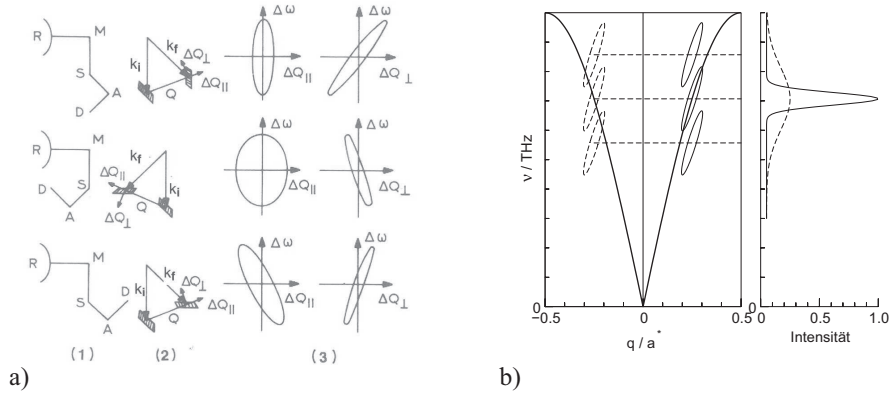 R M
S
A
D
k_i k_f
Q
ΔQ⊥
ΔQ||
Δω
ΔQ||
Δω
ΔQ⊥
R M
D S
A
k_f
k_i
ΔQ||
ΔQ⊥
Q
Δω
ΔQ||
Δω
ΔQ⊥
R M
S D
A
k_i k_f
Q
ΔQ⊥
ΔQ||
Δω
ΔQ||
Δω
ΔQ⊥
(1) (2) (3)
a)
ν / THz
−0.5 0 0.5
q / a*
0 0.5 1.0
Intensität
b)